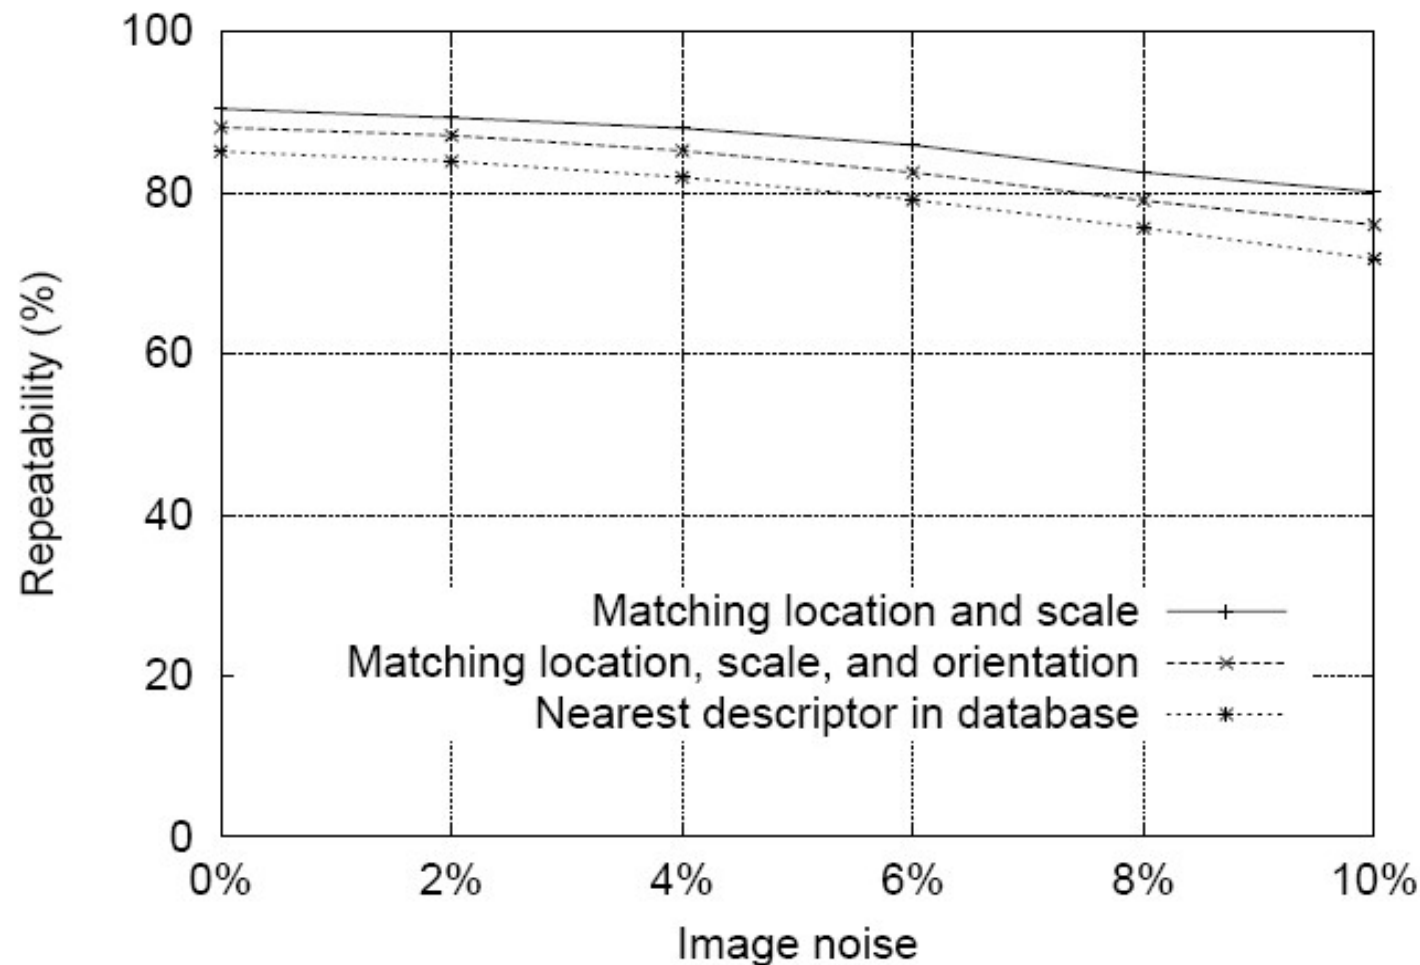 100
80
60
40
20
0
Repeatability (%)
Matching location and scale
Matching location, scale, and orientation
Nearest descriptor in database
0% 2% 4% 6% 8% 10%
Image noise